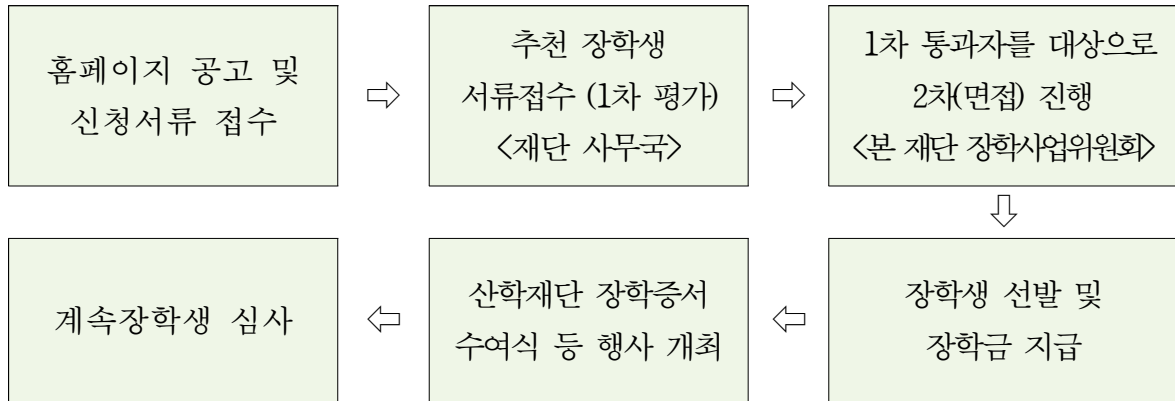 홈페이지 공고 및
신청서류 접수
⇨
추천 장학생
서류접수 (1차 평가)
<재단 사무국>
⇨
1차 통과자를 대상으로
2차(면접) 진행
<본 재단 장학사업위원회>
⇩
장학생 선발 및
장학금 지급
⇦
산학재단 장학증서
수여식 등 행사 개최
⇦
계속장학생 심사